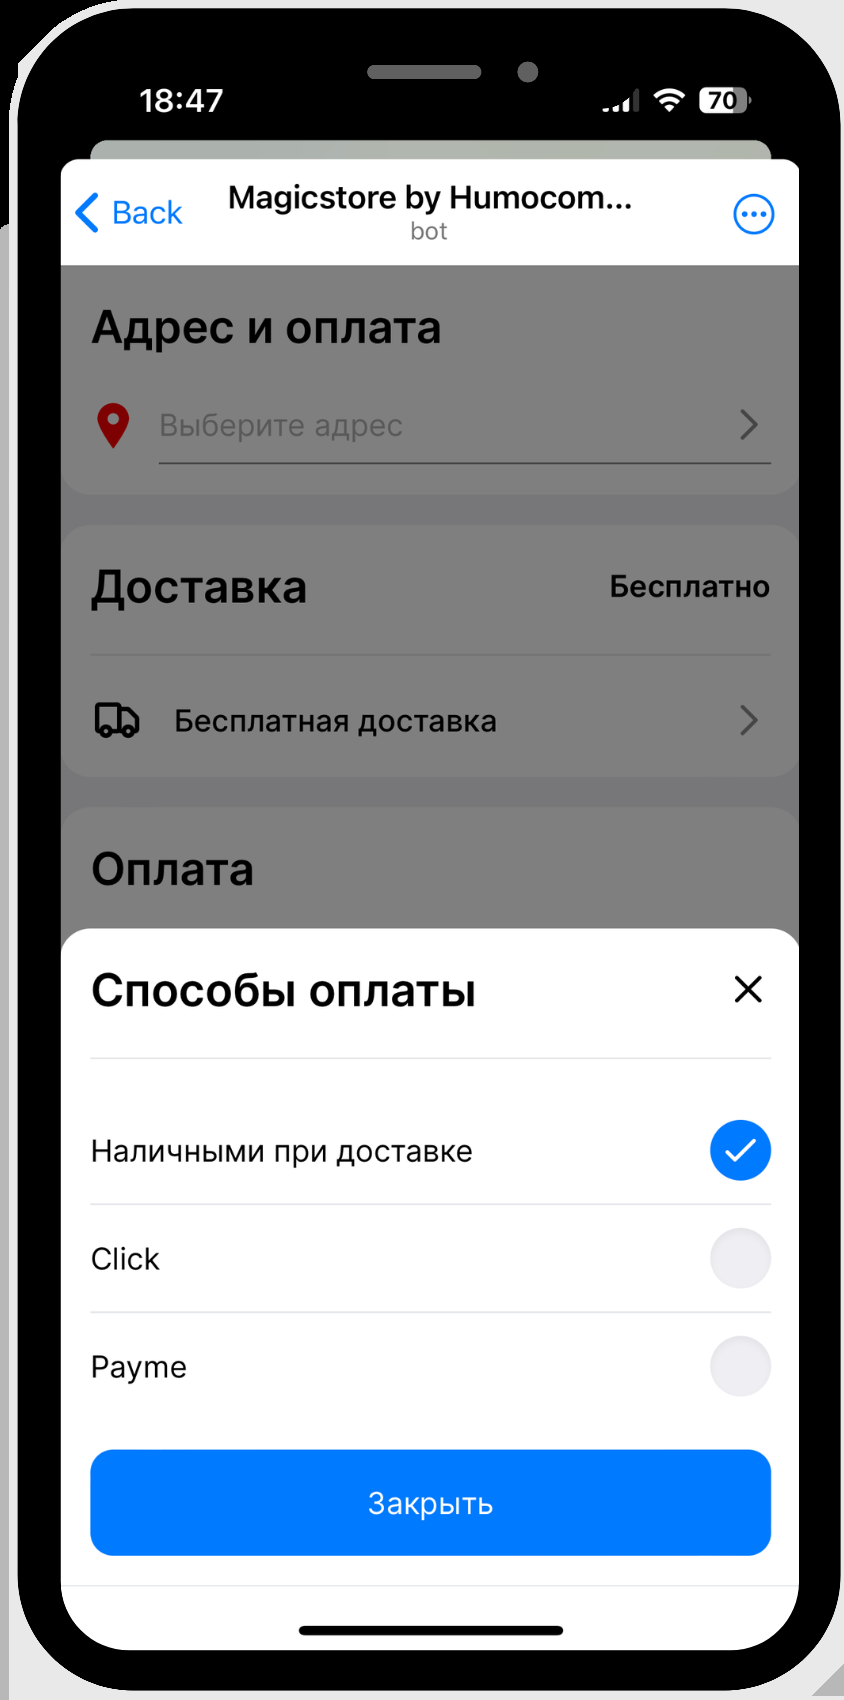 18:47
70
Back
Magicstore by Humocom...
bot
Адрес и оплата
Выберите адрес
Доставка
Бесплатно
Бесплатная доставка
Оплата
Способы оплаты
Наличными при доставке
Click
Payme
Закрыть